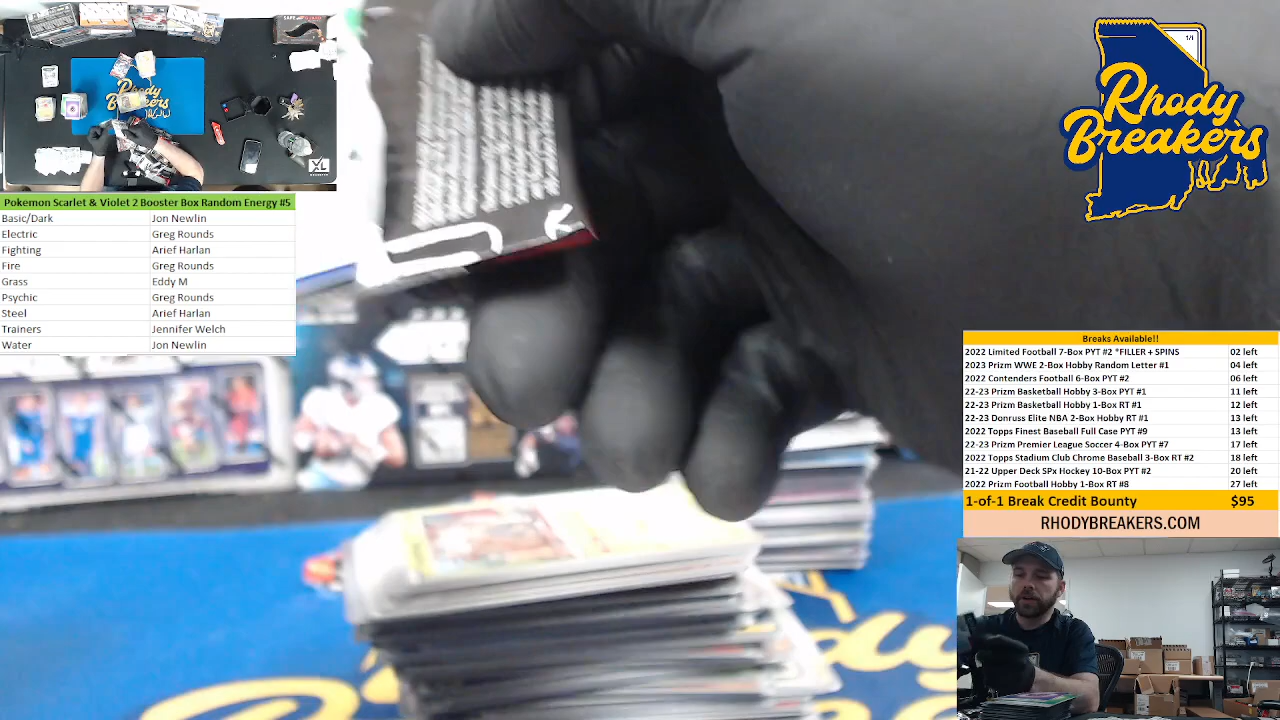 SAFE GUARD
Rhody
Breakers
XL
Pokemon Scarlet & Violet 2 Booster Box Random Energy #5
Basic/Dark Jon Newlin
Electric Greg Rounds
Fighting Arief Harlan
Fire Greg Rounds
Grass Eddy M
Psychic Greg Rounds
Steel Arief Harlan
Trainers Jennifer Welch
Water Jon Newlin
1/1
Rhody
Breakers
Breaks Available!!
2022 Limited Football 7-Box PYT #2 *FILLER + SPINS 02 left
2023 Prizm WWE 2-Box Hobby Random Letter #1 04 left
2022 Contenders Football 6-Box PYT #2 06 left
22-23 Prizm Basketball Hobby 3-Box PYT #1 11 left
22-23 Prizm Basketball Hobby 1-Box RT #1 12 left
22-23 Donruss Elite NBA 2-Box Hobby RT #1 13 left
2022 Topps Finest Baseball Full Case PYT #9 13 left
22-23 Prizm Premier League Soccer 4-Box PYT #7 17 left
2022 Topps Stadium Club Chrome Baseball 3-Box RT #2 18 left
21-22 Upper Deck SPx Hockey 10-Box PYT #2 20 left
2022 Prizm Football Hobby 1-Box RT #8 27 left
1-of-1 Break Credit Bounty $95
RHODYBREAKERS.COM